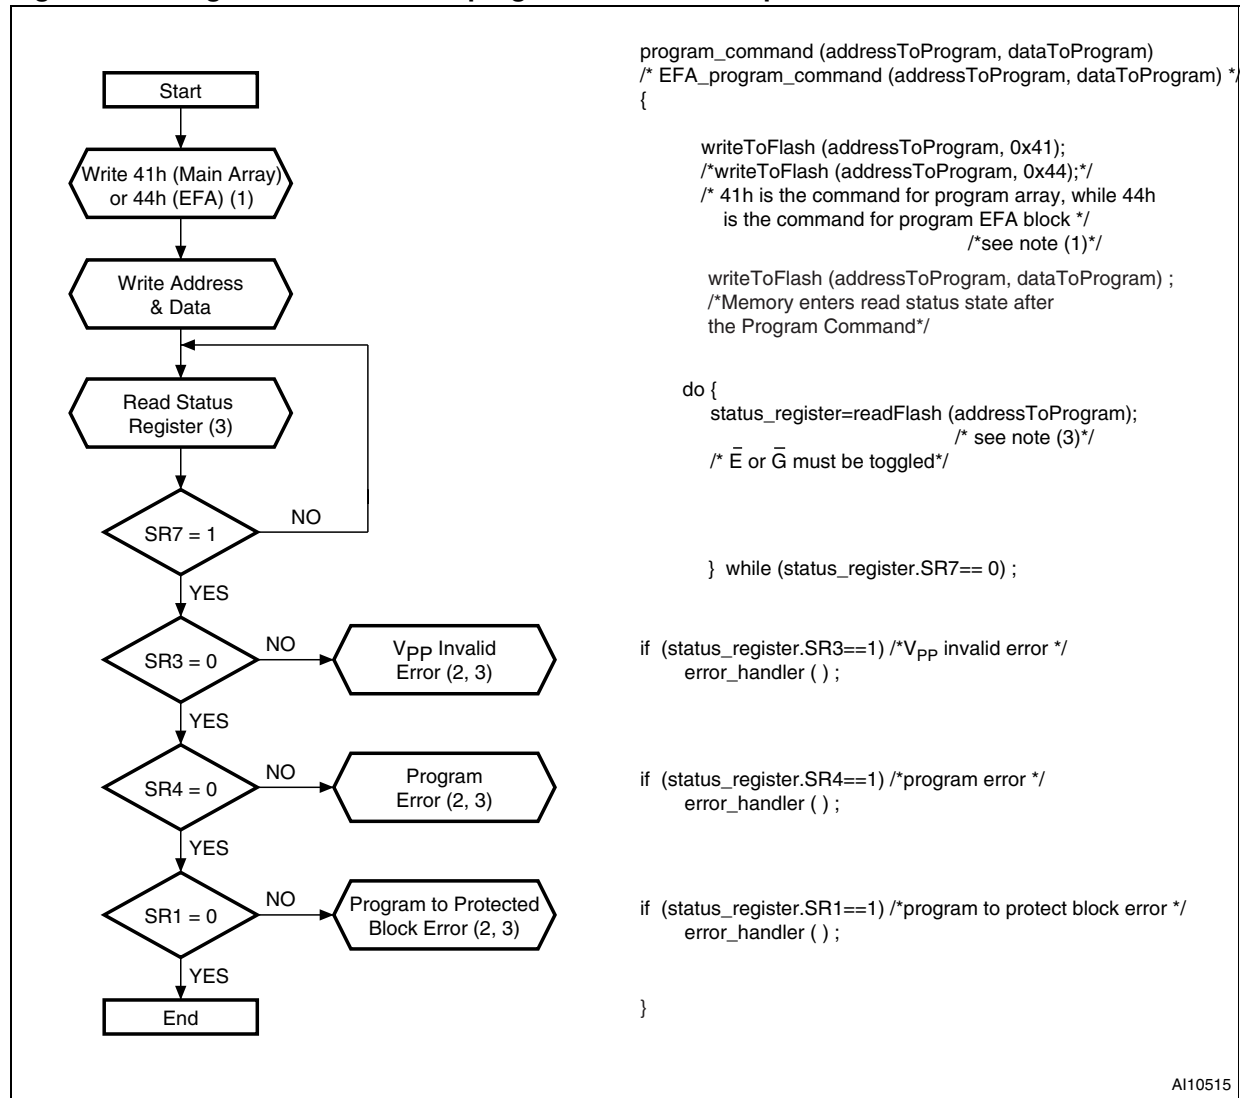 Start
Write 41h (Main Array)
or 44h (EFA) (1)
Write Address
& Data
Read Status
Register (3)
SR7 = 1
NO
YES
SR3 = 0
NO
VPP Invalid
Error (2, 3)
YES
SR4 = 0
NO
Program
Error (2, 3)
YES
SR1 = 0
NO
Program to Protected
Block Error (2, 3)
YES
End
program_command (addressToProgram, dataToProgram)
/* EFA_program_command (addressToProgram, dataToProgram) */
{
writeToFlash (addressToProgram, 0x41);
/*writeToFlash (addressToProgram, 0x44);*/
/* 41h is the command for program array, while 44h
is the command for program EFA block */
/*see note (1)*/
writeToFlash (addressToProgram, dataToProgram) ;
/*Memory enters read status state after
the Program Command*/
do {
status_register=readFlash (addressToProgram);
/* see note (3)*/
/* E̅ or G̅ must be toggled*/
} while (status_register.SR7== 0) ;
if (status_register.SR3==1) /*VPP invalid error */
error_handler ( ) ;
if (status_register.SR4==1) /*program error */
error_handler ( ) ;
if (status_register.SR1==1) /*program to protect block error */
error_handler ( ) ;
}
AI10515